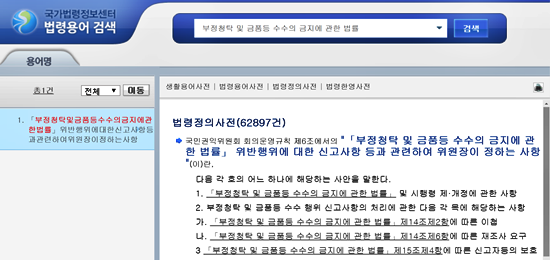 국가법령정보센터
법령용어 검색
부정청탁 및 금품등 수수의 금지에 관한 법률
검색
용어명
총1건
전체
이동
1. 「부정청탁및금품등수수의금지에관
한법률」 위반행위에대한신고사항등
과관련하여위원장이정하는사항
생활용어사전 | 법령용어사전 | 법령정의사전 | 법령한영사전
법령정의사전(62897건)
국민권익위원회 회의운영규칙 제6조에서의 "「부정청탁 및 금품등 수수의 금지에 관
한 법률」 위반행위에 대한 신고사항 등과 관련하여 위원장이 정하는 사항
"(이)란,
다음 각 호의 어느 하나에 해당하는 사안을 말한다.
1. 「부정청탁 및 금품등 수수의 금지에 관한 법률」 및 시행령 제·개정에 관한 사항
2. 부정청탁 및 금품등 수수 행위 신고사항의 처리에 관한 다음 각 목에 해당하는 사항
가. 「부정청탁 및 금품등 수수의 금지에 관한 법률」제14조제2항에 따른 이첩
나. 「부정청탁 및 금품등 수수의 금지에 관한 법률」제14조제6항에 따른 재조사 요구
3 「부정청탁 및 금품등 수수의 금지에 관한 법률」제15조제4항에 따른 신고자등의 보호